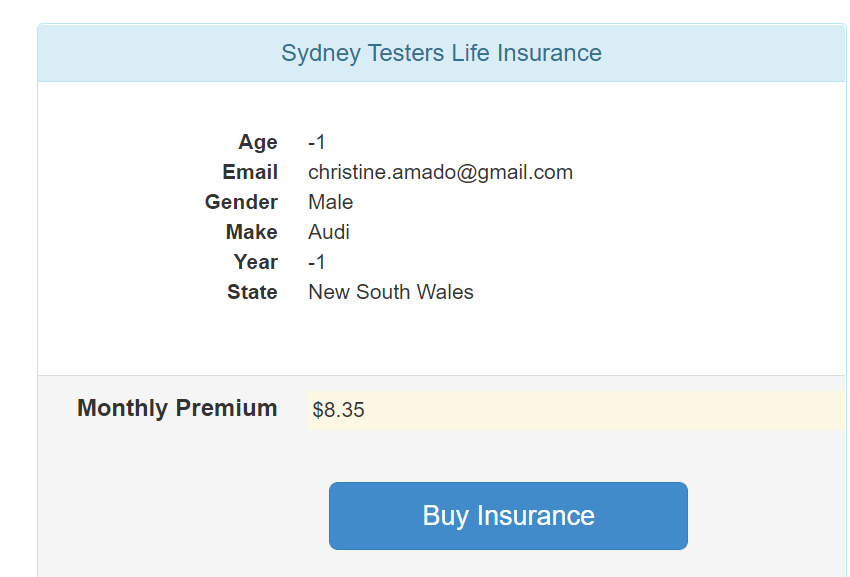 Sydney Testers Life Insurance
Age -1
Email christine.amado@gmail.com
Gender Male
Make Audi
Year -1
State New South Wales
Monthly Premium $8.35
Buy Insurance